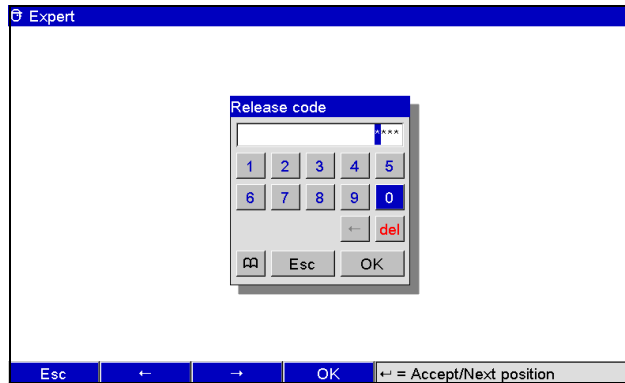 Expert
Release code
****
1 2 3 4 5
6 7 8 9 0
← del
Esc OK
Esc ← → OK ↵ = Accept/Next position